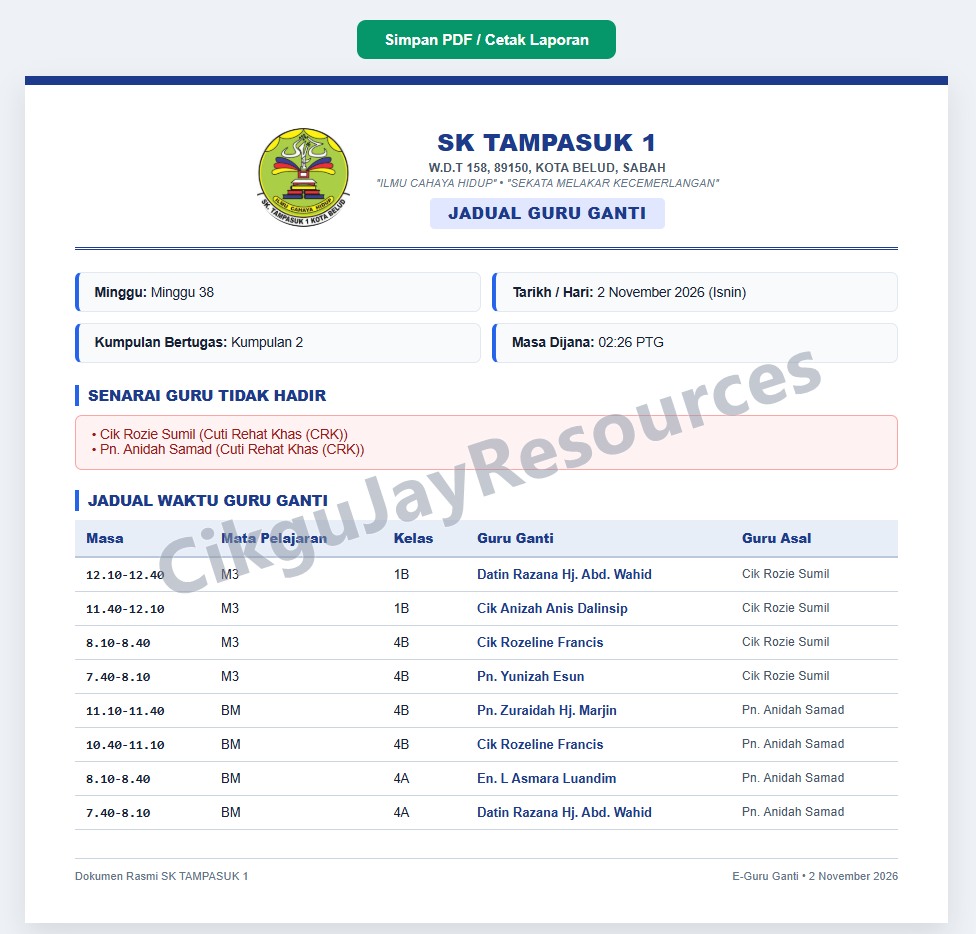 Simpan PDF / Cetak Laporan
SK TAMPASUK 1
W.D.T 158, 89150, KOTA BELUD, SABAH
"ILMU CAHAYA HIDUP" • "SEKATA MELAKAR KECEMERLANGAN"
JADUAL GURU GANTI
ILMU CAHAYA HIDUP
SK. TAMPASUK 1 KOTA BELUD
Minggu: Minggu 38
Tarikh / Hari: 2 November 2026 (Isnin)
Kumpulan Bertugas: Kumpulan 2
Masa Dijana: 02:26 PTG
SENARAI GURU TIDAK HADIR
• Cik Rozie Sumil (Cuti Rehat Khas (CRK))
• Pn. Anidah Samad (Cuti Rehat Khas (CRK))
JADUAL WAKTU GURU GANTI
Masa Mata Pelajaran Kelas Guru Ganti Guru Asal
12.10-12.40 M3 1B Datin Razana Hj. Abd. Wahid Cik Rozie Sumil
11.40-12.10 M3 1B Cik Anizah Anis Dalinsip Cik Rozie Sumil
8.10-8.40 M3 4B Cik Rozeline Francis Cik Rozie Sumil
7.40-8.10 M3 4B Pn. Yunizah Esun Cik Rozie Sumil
11.10-11.40 BM 4B Pn. Zuraidah Hj. Marjin Pn. Anidah Samad
10.40-11.10 BM 4B Cik Rozeline Francis Pn. Anidah Samad
8.10-8.40 BM 4A En. L Asmara Luandim Pn. Anidah Samad
7.40-8.10 BM 4A Datin Razana Hj. Abd. Wahid Pn. Anidah Samad
Dokumen Rasmi SK TAMPASUK 1
E-Guru Ganti • 2 November 2026
CikguJayResources